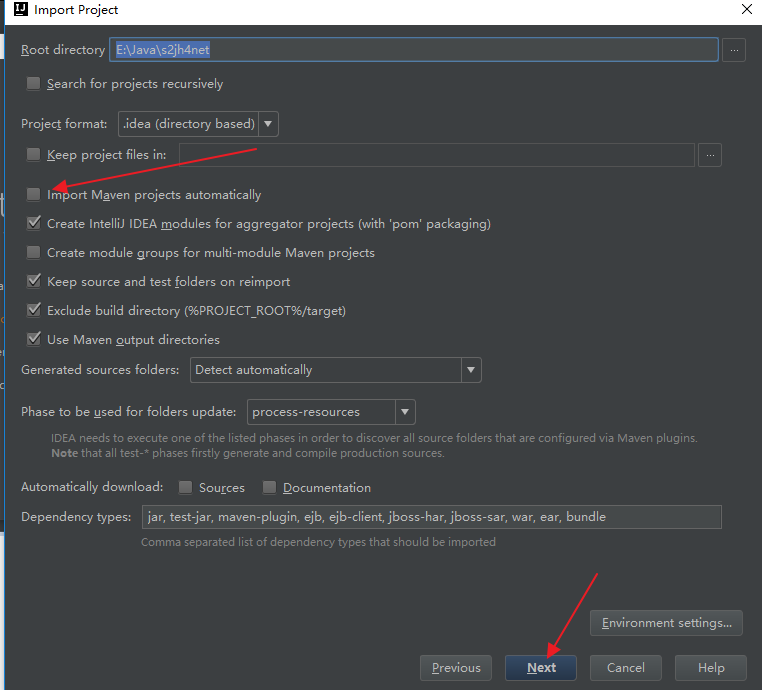 Import Project
Root directory E:\Java\s2jh4net ...
Search for projects recursively
Project format: .idea (directory based)
Keep project files in: ...
Import Maven projects automatically
Create IntelliJ IDEA modules for aggregator projects (with 'pom' packaging)
Create module groups for multi-module Maven projects
Keep source and test folders on reimport
Exclude build directory (%PROJECT_ROOT%/target)
Use Maven output directories
Generated sources folders: Detect automatically
Phase to be used for folders update: process-resources
IDEA needs to execute one of the listed phases in order to discover all source folders that are configured via Maven plugins.
Note that all test-* phases firstly generate and compile production sources.
Automatically download: Sources Documentation
Dependency types: jar, test-jar, maven-plugin, ejb, ejb-client, jboss-har, jboss-sar, war, ear, bundle
Comma separated list of dependency types that should be imported
Environment settings...
Previous Next Cancel Help